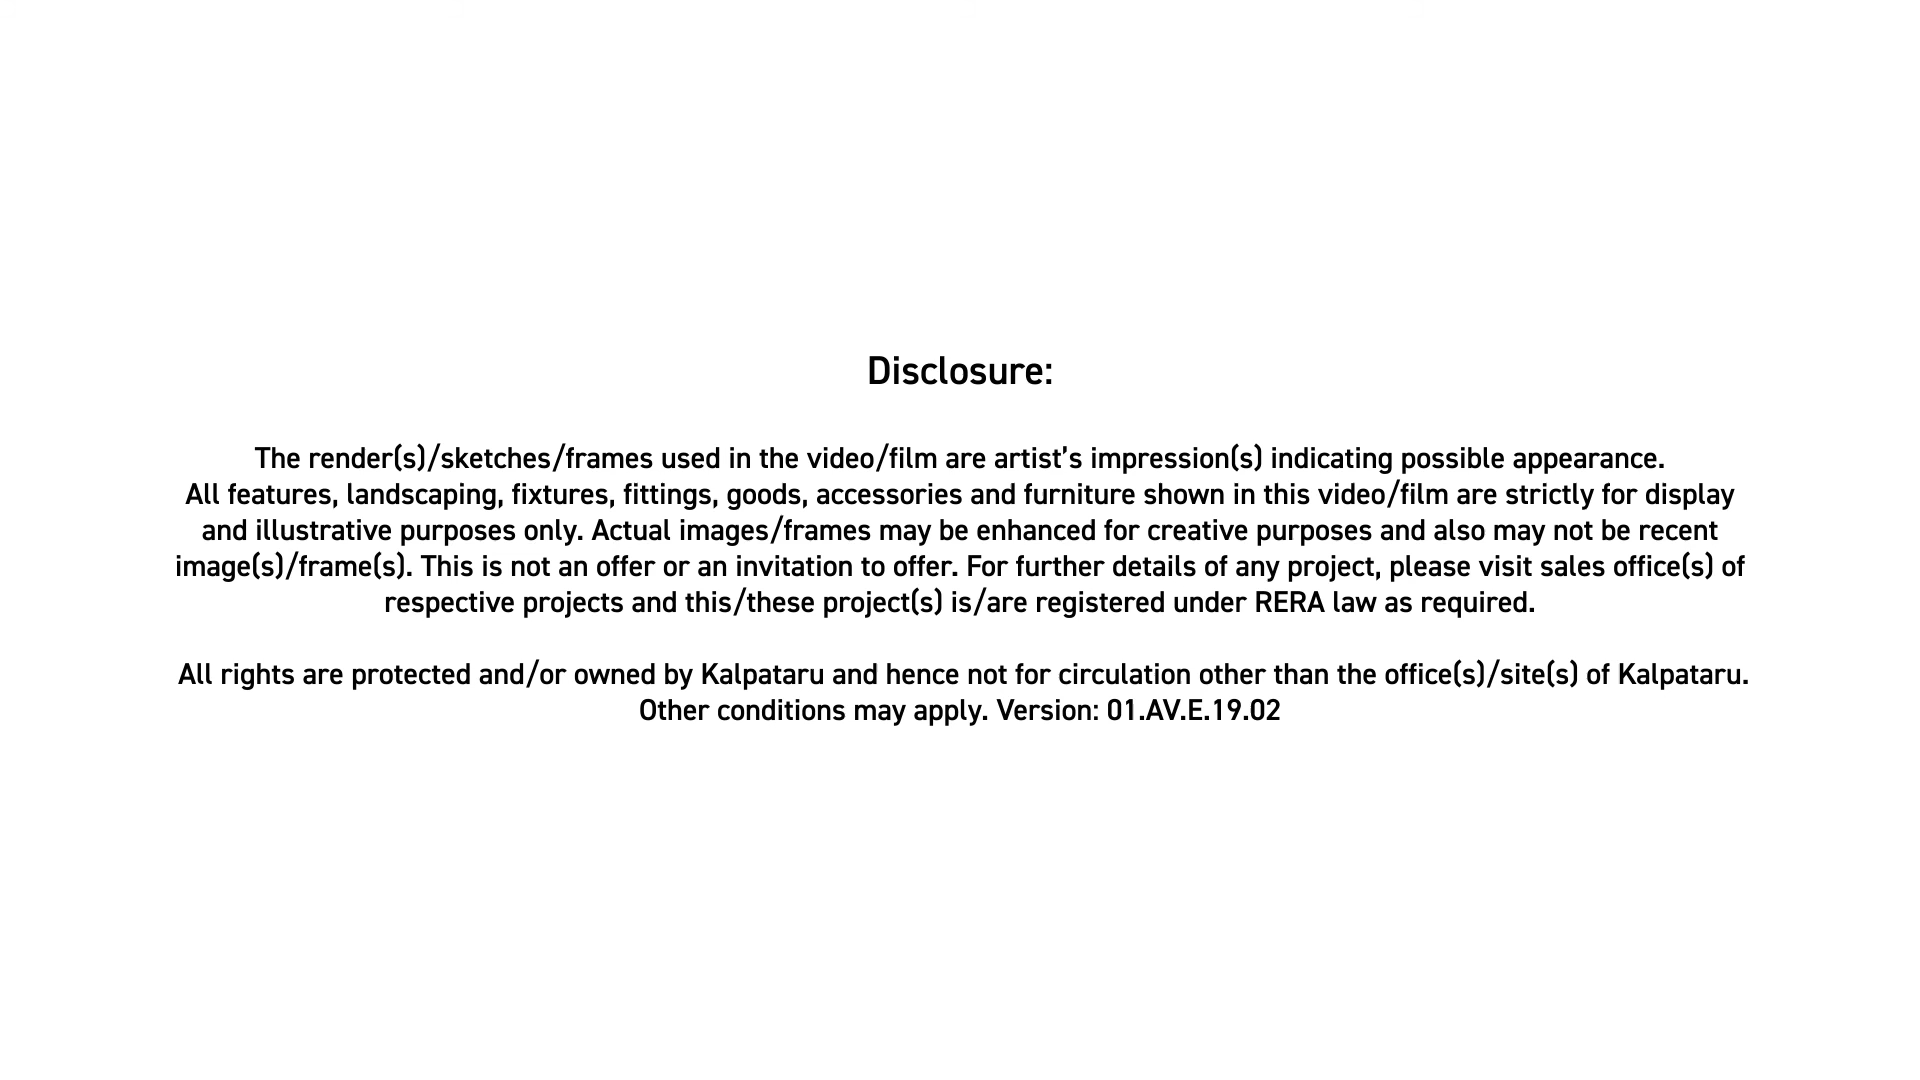 Disclosure:
The render(s)/sketches/frames used in the video/film are artist’s impression(s) indicating possible appearance.
All features, landscaping, fixtures, fittings, goods, accessories and furniture shown in this video/film are strictly for display
and illustrative purposes only. Actual images/frames may be enhanced for creative purposes and also may not be recent
image(s)/frame(s). This is not an offer or an invitation to offer. For further details of any project, please visit sales office(s) of
respective projects and this/these project(s) is/are registered under RERA law as required.
All rights are protected and/or owned by Kalpataru and hence not for circulation other than the office(s)/site(s) of Kalpataru.
Other conditions may apply. Version: 01.AV.E.19.02